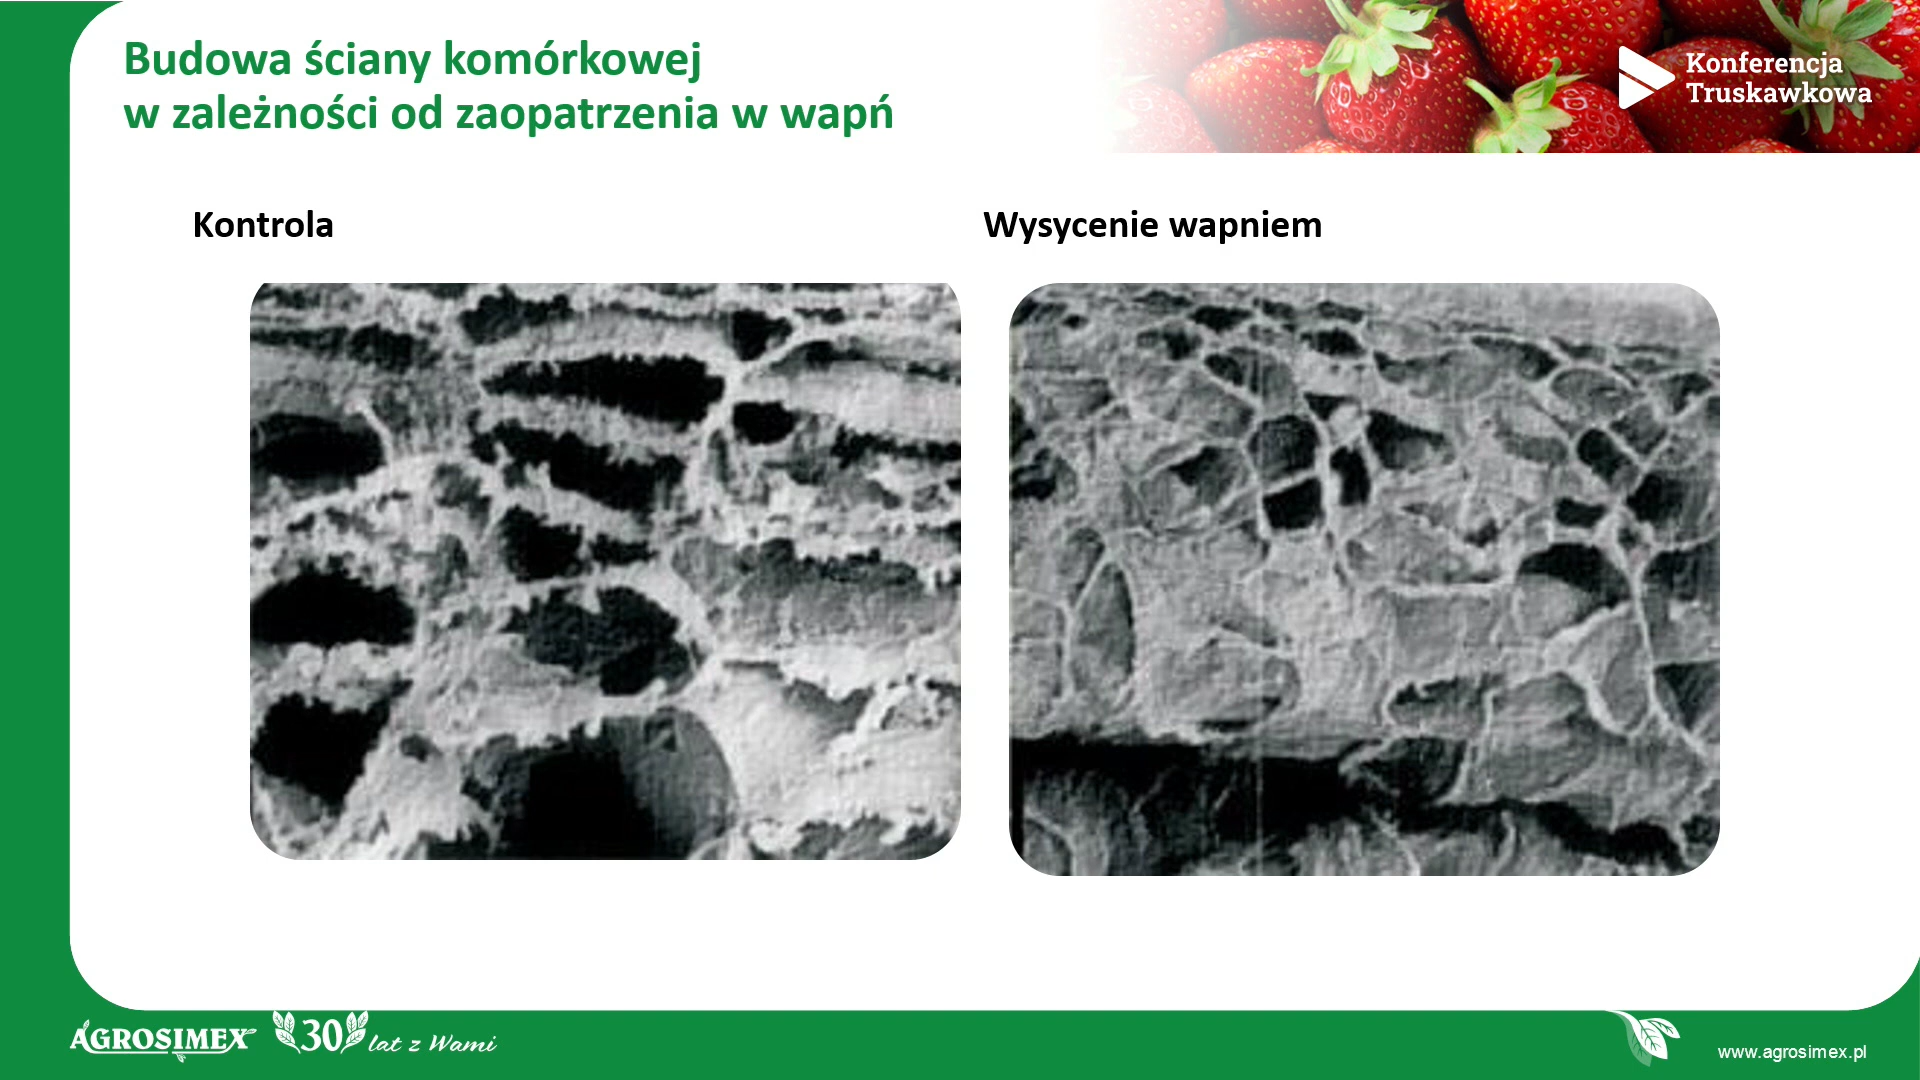 Budowa ściany komórkowej
w zależności od zaopatrzenia w wapń
Konferencja
Truskawkowa
Kontrola
Wysycenie wapniem
AGROSIMEX
30 lat z Wami
www.agrosimex.pl